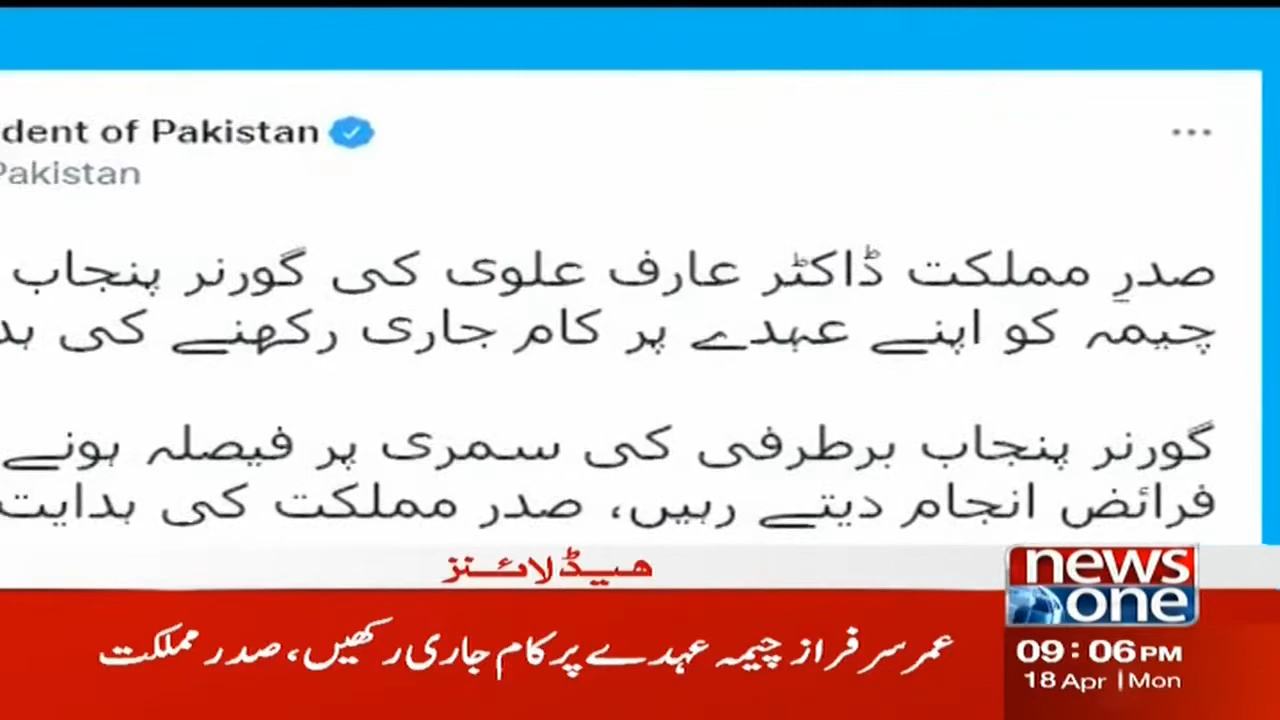 dent of Pakistan
Pakistan
صدرِ مملکت ڈاکٹر عارف علوی کی گورنر پنجاب
چیمہ کو اپنے عہدے پر کام جاری رکھنے کی
گورنر پنجاب برطرفی کی سمری پر فیصلہ ہونے
فرائض انجام دیتے رہیں، صدر مملکت کی ہدایت
ھیڈلائنز
عمر سرفراز چیمہ عہدے پر کام جاری رکھیں، صدر مملکت
news
one
09:06 PM
18 Apr | Mon